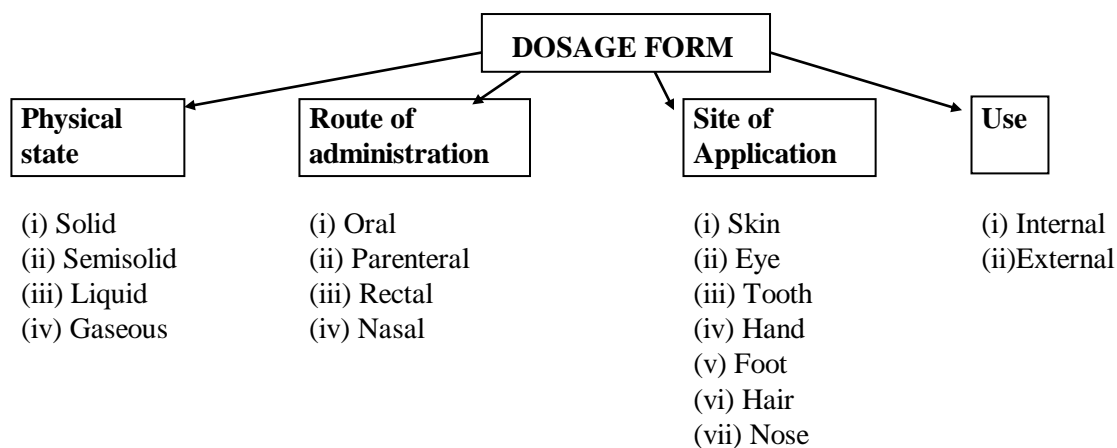 DOSAGE FORM
Physical
state
Route of
administration
Site of
Application
Use
(i) Solid
(ii) Semisolid
(iii) Liquid
(iv) Gaseous
(i) Oral
(ii) Parenteral
(iii) Rectal
(iv) Nasal
(i) Skin
(ii) Eye
(iii) Tooth
(iv) Hand
(v) Foot
(vi) Hair
(vii) Nose
(i) Internal
(ii)External